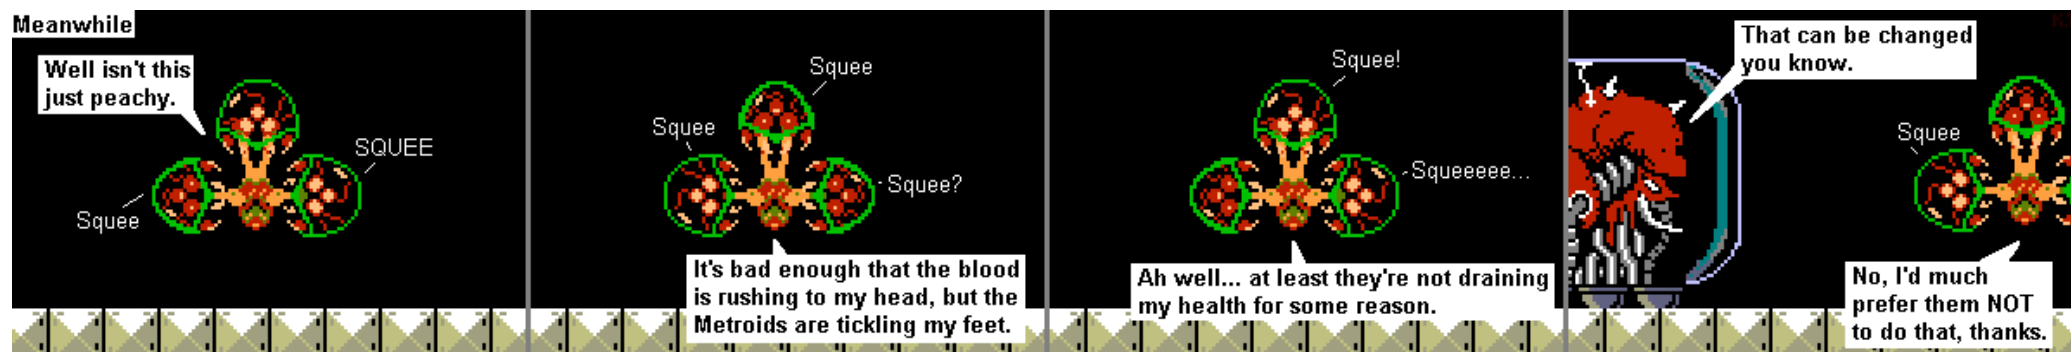 Meanwhile
Well isn't this
just peachy.
SQUEE
Squee
Squee
Squee
Squee?
It's bad enough that the blood
is rushing to my head, but the
Metroids are tickling my feet.
Squee!
Squeeeee...
Ah well... at least they're not draining
my health for some reason.
That can be changed
you know.
Squee
No, I'd much
prefer them NOT
to do that, thanks.